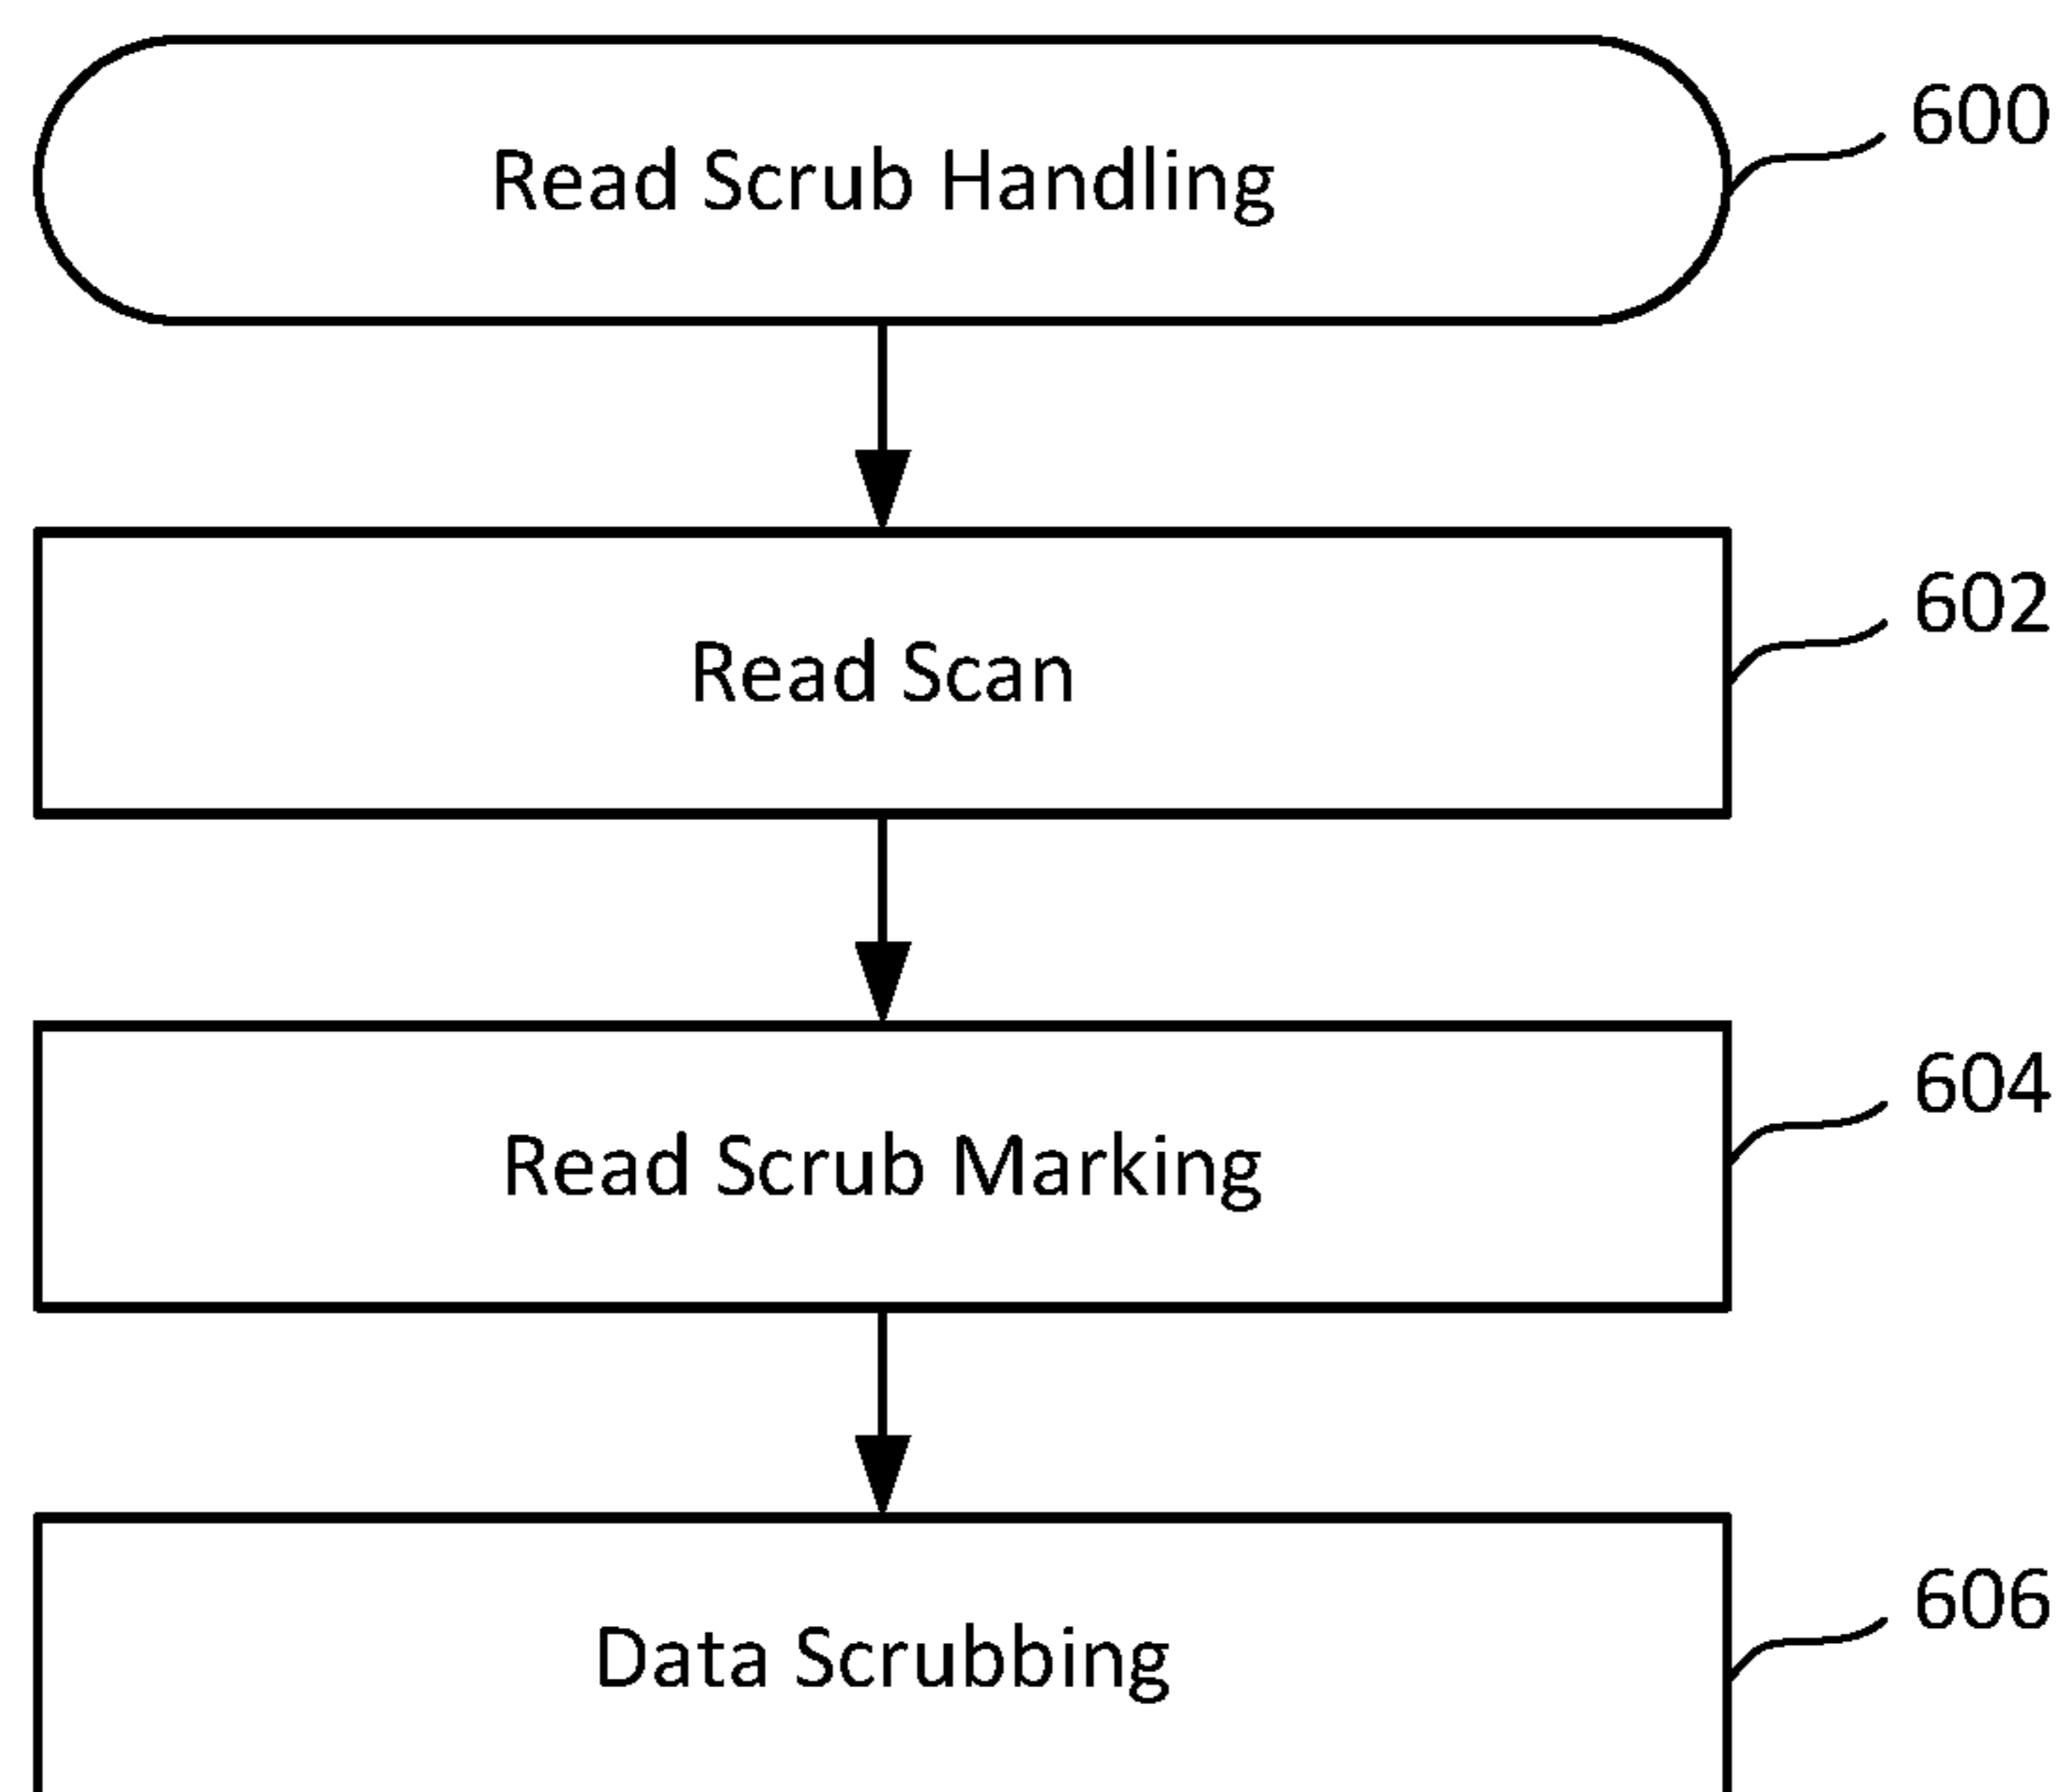 Read Scrub Handling
600
Read Scan
602
Read Scrub Marking
604
Data Scrubbing
606